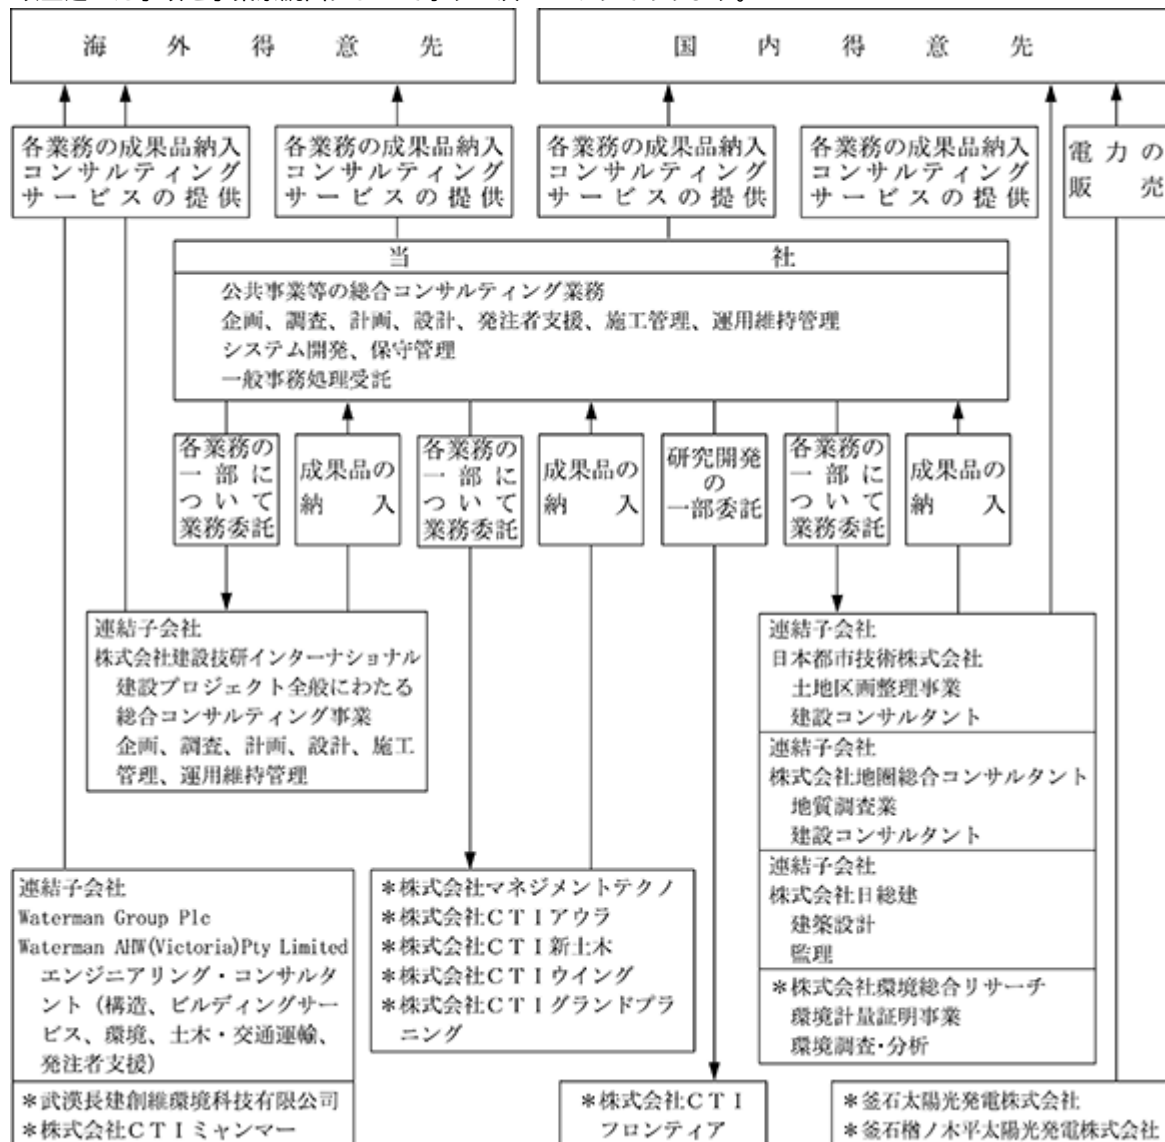 海外得意先
国内得意先
各業務の成果品納入
コンサルティング
サービスの提供
各業務の成果品納入
コンサルティング
サービスの提供
各業務の成果品納入
コンサルティング
サービスの提供
各業務の成果品納入
コンサルティング
サービスの提供
電力の
販売
当社
公共事業等の総合コンサルティング業務
企画、調査、計画、設計、発注者支援、施工管理、運用維持管理
システム開発、保守管理
一般事務処理受託
各業務の
一部に
ついて
業務委託
成果品の
納入
各業務の
一部に
ついて
業務委託
成果品の
納入
研究開発
の
一部委託
各業務の
一部に
ついて
業務委託
成果品の
納入
連結子会社
株式会社建設技研インターナショナル
建設プロジェクト全般にわたる
総合コンサルティング事業
企画、調査、計画、設計、施工
管理、運用維持管理
連結子会社
日本都市技術株式会社
土地区画整理事業
建設コンサルタント
連結子会社
株式会社地圏総合コンサルタント
地質調査業
建設コンサルタント
連結子会社
株式会社日総建
建築設計
監理
*株式会社環境総合リサーチ
環境計量証明事業
環境調査・分析
連結子会社
Waterman Group Plc
Waterman AHW(Victoria)Pty Limited
エンジニアリング・コンサルタ
ント（構造、ビルディングサー
ビス、環境、土木・交通運輸、
発注者支援）
*武漢長建創維環境科技有限公司
*株式会社CTIミャンマー
*株式会社マネジメントテクノ
*株式会社CTIアウラ
*株式会社CTI新土木
*株式会社CTIウイング
*株式会社CTIグランドプラ
ニング
*株式会社CTI
フロンティア
*釜石太陽光発電株式会社
*釜石楢ノ木平太陽光発電株式会社